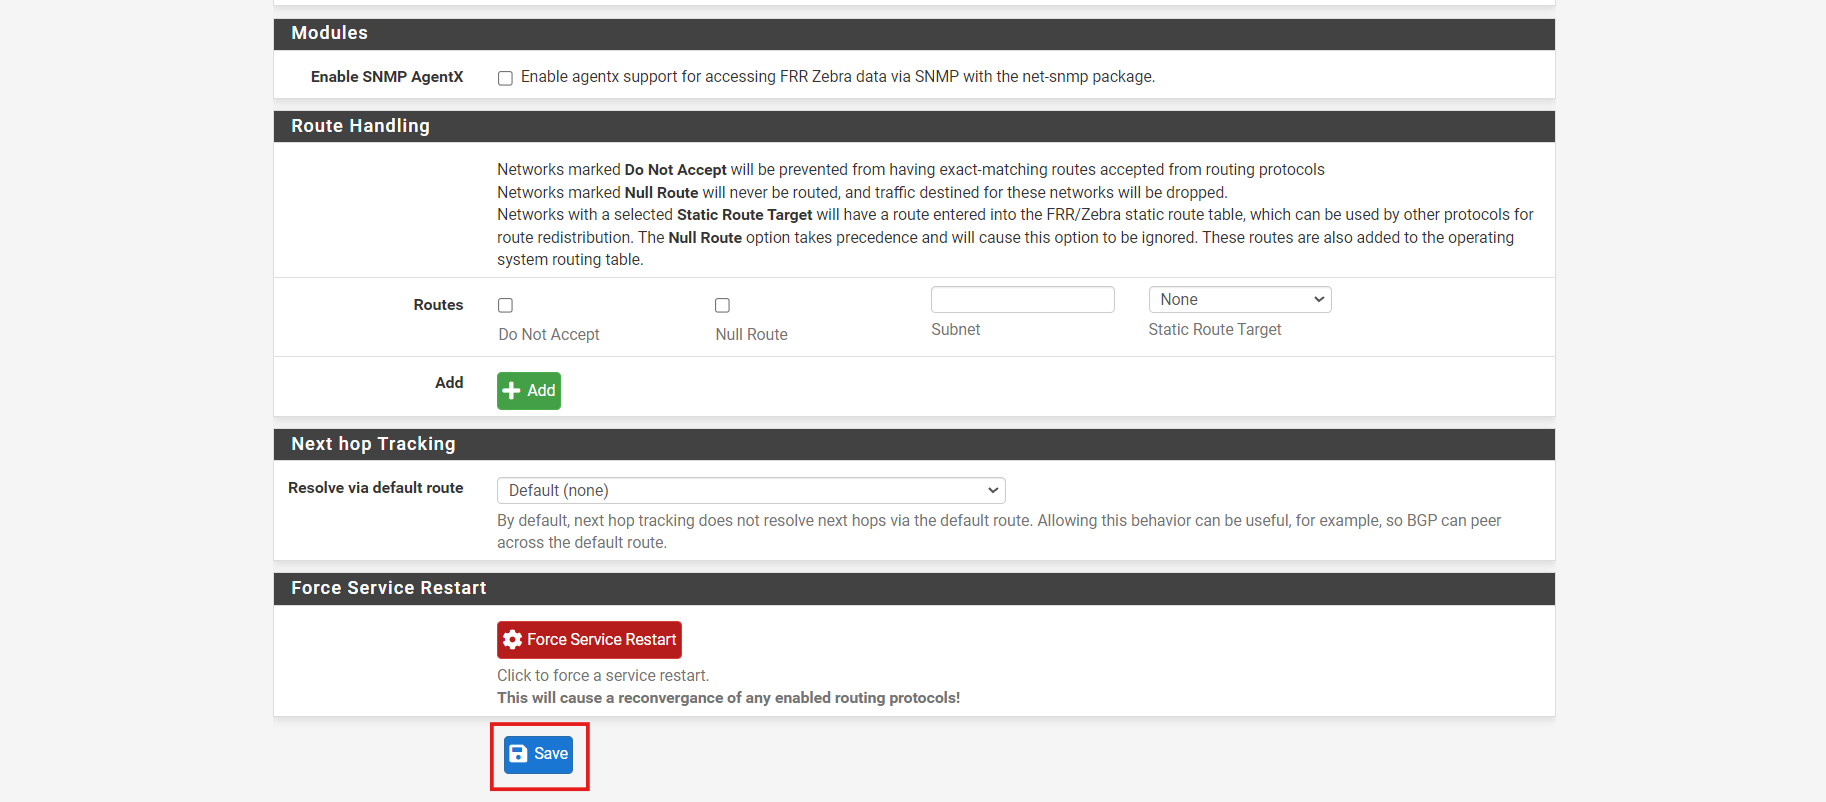 Modules
Enable SNMP AgentX
Enable agentx support for accessing FRR Zebra data via SNMP with the net-snmp package.
Route Handling
Networks marked Do Not Accept will be prevented from having exact-matching routes accepted from routing protocols
Networks marked Null Route will never be routed, and traffic destined for these networks will be dropped.
Networks with a selected Static Route Target will have a route entered into the FRR/Zebra static route table, which can be used by other protocols for
route redistribution. The Null Route option takes precedence and will cause this option to be ignored. These routes are also added to the operating
system routing table.
Routes
None
Do Not Accept
Null Route
Subnet
Static Route Target
Add
Add
Next hop Tracking
Resolve via default route
Default (none)
By default, next hop tracking does not resolve next hops via the default route. Allowing this behavior can be useful, for example, so BGP can peer
across the default route.
Force Service Restart
Force Service Restart
Click to force a service restart.
This will cause a reconvergance of any enabled routing protocols!
Save